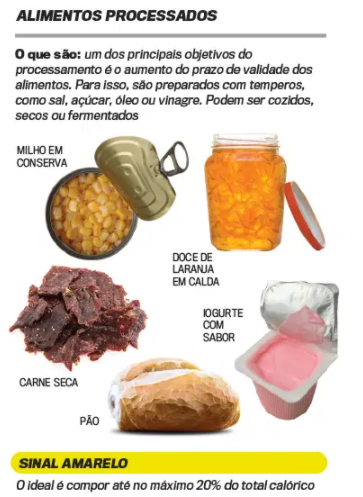 ALIMENTOS PROCESSADOS
O que são: um dos principais objetivos do
processamento é o aumento do prazo de validade dos
alimentos. Para isso, são preparados com temperos,
como sal, açúcar, óleo ou vinagre. Podem ser cozidos,
secos ou fermentados
MILHO EM
CONSERVA
DOCE DE
LARANJA
EM CALDA
IOGURTE
COM
SABOR
CARNE SECA
PÃO
SINAL AMARELO
O ideal é compor até no máximo 20% do total calórico